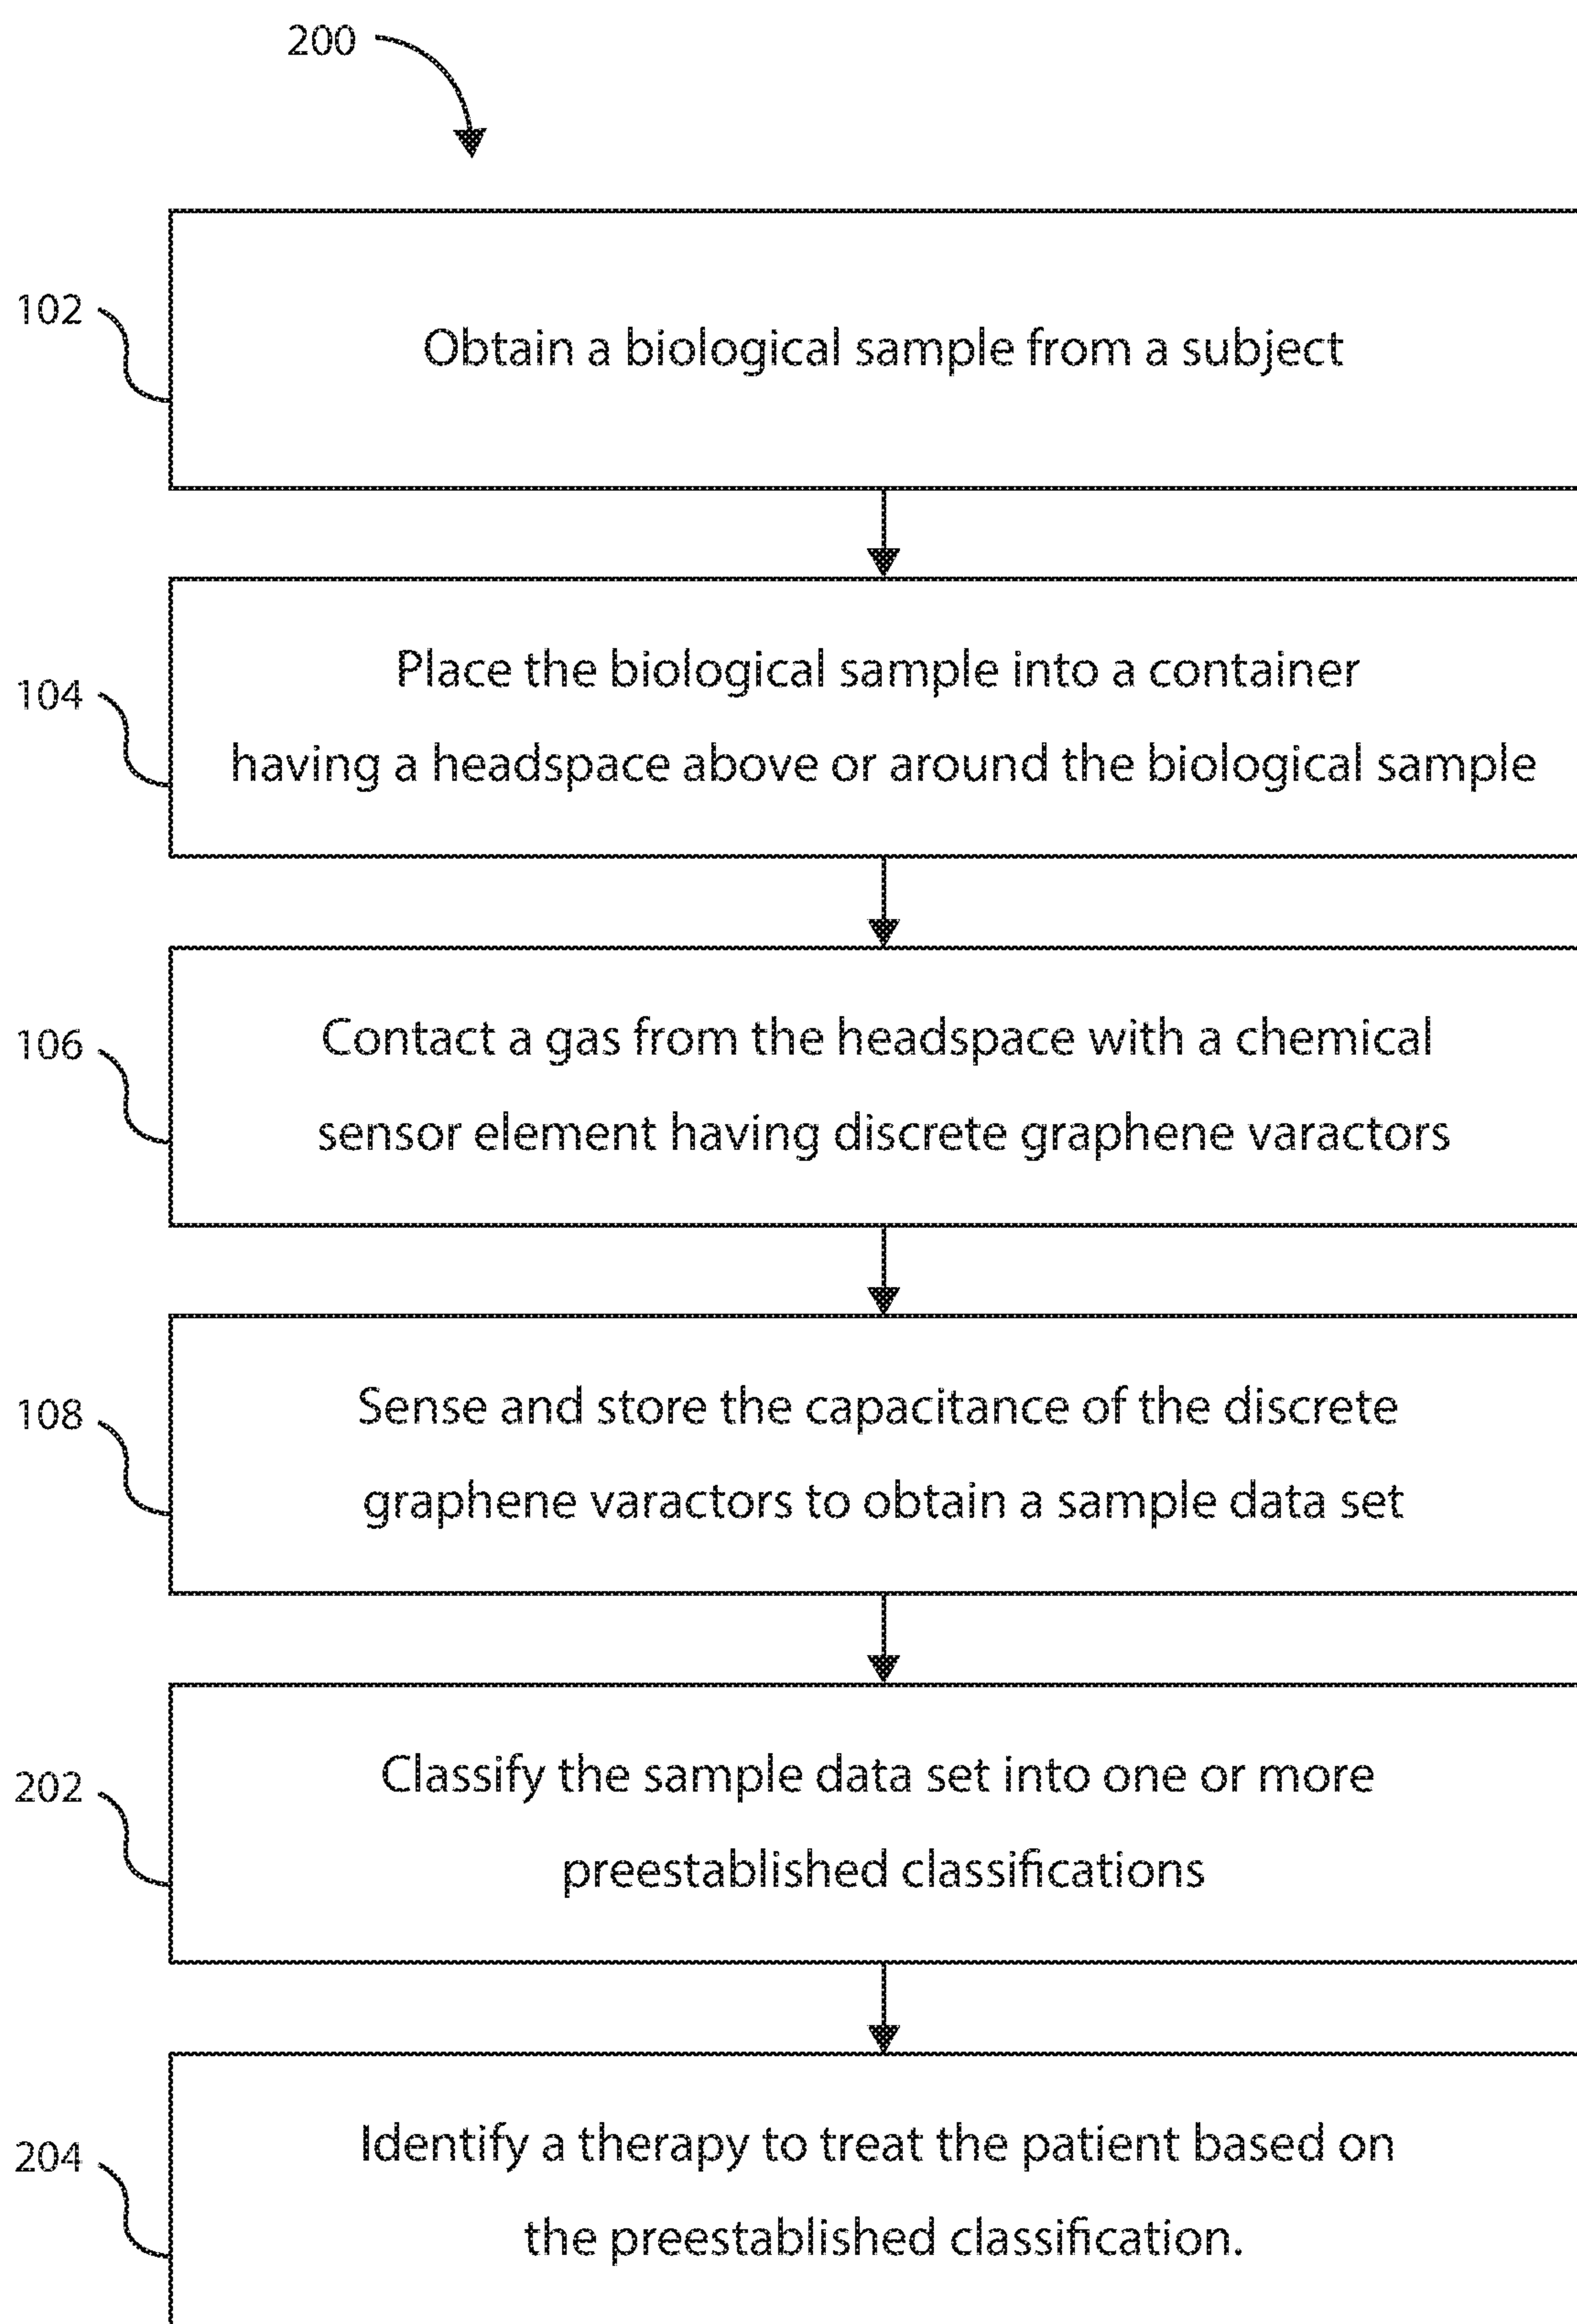 200
102
Obtain a biological sample from a subject
104
Place the biological sample into a container
having a headspace above or around the biological sample
106
Contact a gas from the headspace with a chemical
sensor element having discrete graphene varactors
108
Sense and store the capacitance of the discrete
graphene varactors to obtain a sample data set
202
Classify the sample data set into one or more
preestablished classifications
204
Identify a therapy to treat the patient based on
the preestablished classification.